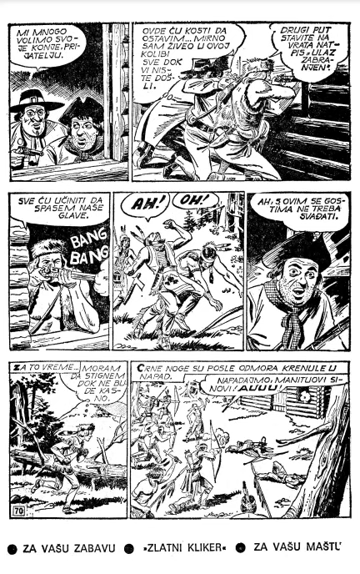 MI MNOGO
VOLIMO SVO-
JE KONJE, PRI-
JATELJU.
OVDE ĆU KOSTI DA
OSTAVIM... MIRNO
SAM ŽIVEO U OVOJ
KOLIBI
SVE DOK
VI NIS-
TE DOŠ-
LI.
DRUGI PUT
STAVITE NA
VRATA NAT-
PIS „ULAZ
ZABRA-
NJEN!"
SVE ĆU UČINITI DA
SPASEM NAŠE
GLAVE.
BANG
BANG
AH!
OH!
AH, S OVIM SE GOS-
TIMA NE TREBA
SVAĐATI.
ZA TO VREME...
MORAM
DA STIGNEM
DOK NE BU-
DE KAS-
NO.
CRNE NOGE SU POSLE ODMORA KRENULE U
NAPAD.
NAPADAJMO, MANITUOVI SI-
NOVI! AUUU!
70
● ZA VAŠU ZABAVU ● »ZLATNI KLIKER« ● ZA VAŠU MAŠTU